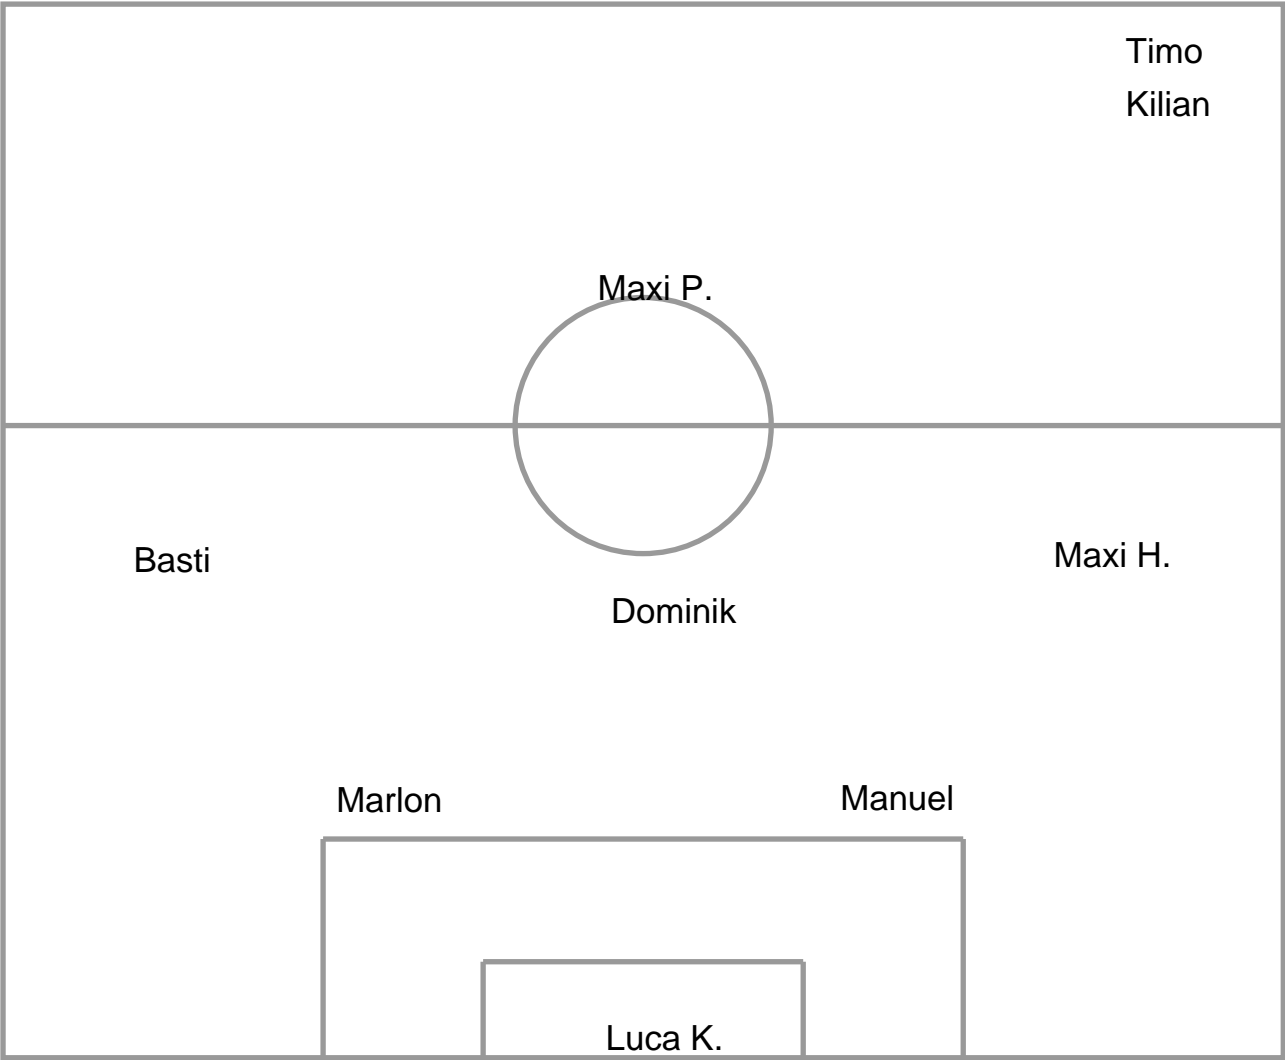 Timo
Kilian
Maxi P.
Basti
Maxi H.
Dominik
Marlon
Manuel
Luca K.